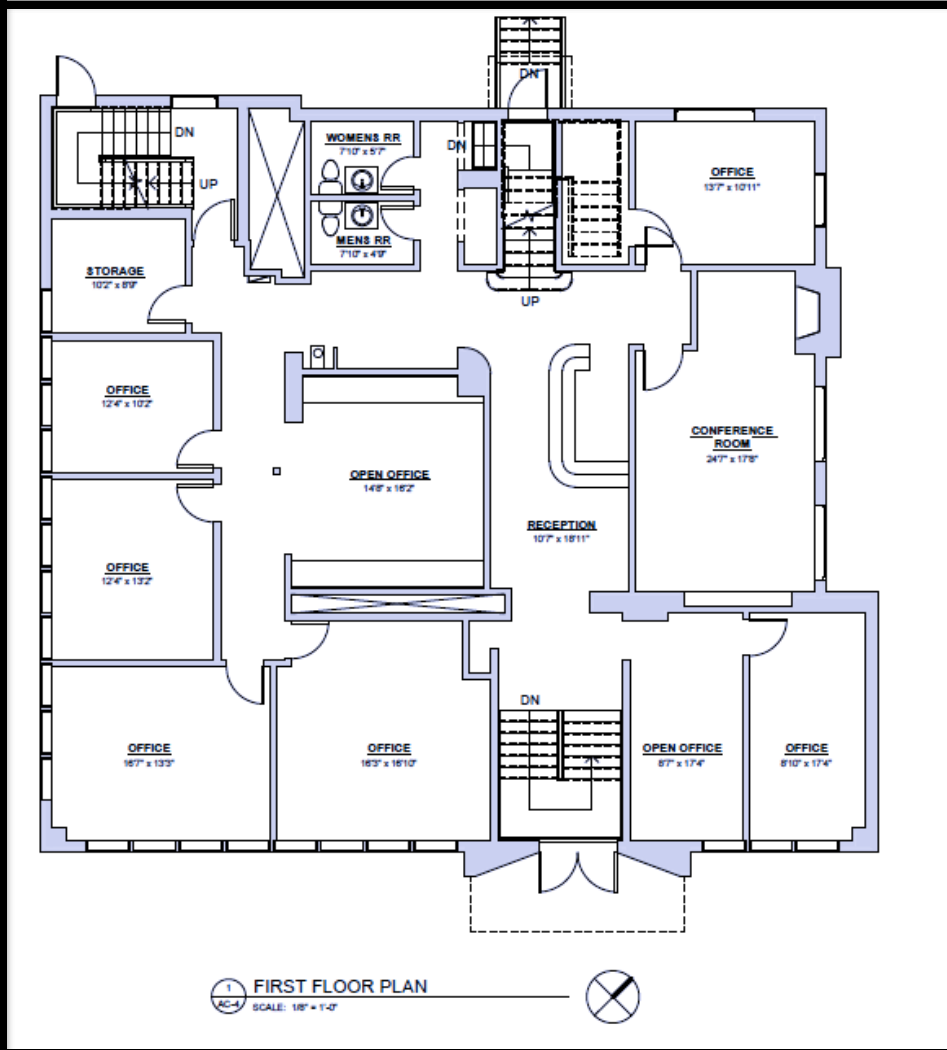 DN
WOMENS RR
7'10" x 5'7"
DN
DN
OFFICE
13'7" x 10'11"
UP
MENS RR
7'10" x 4'9"
STORAGE
10'2" x 8'9"
UP
OFFICE
12'4" x 10'2"
CONFERENCE
ROOM
24'7" x 17'8"
OPEN OFFICE
14'8" x 16'2"
RECEPTION
10'7" x 18'11"
OFFICE
12'4" x 13'2"
DN
OFFICE
16'7" x 13'3"
OFFICE
16'3" x 16'10"
OPEN OFFICE
8'7" x 17'4"
OFFICE
8'10" x 17'4"
1
AC-4
FIRST FLOOR PLAN
SCALE: 1/8" = 1'-0"